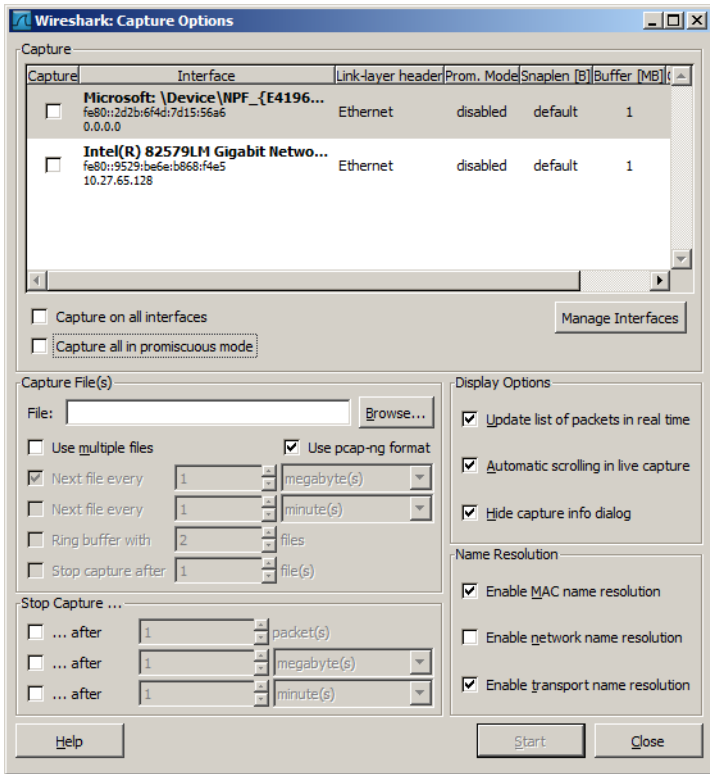 Wireshark: Capture Options
Capture
Capture Interface Link-layer header Prom. Mode Snaplen [B] Buffer [MB]
Microsoft: \Device\NPF_{E4196...
fe80::2d2b:6f4d:7d15:56a6
0.0.0.0
Ethernet disabled default 1
Intel(R) 82579LM Gigabit Netwo...
fe80::9529:be6e:b868:f4e5
10.27.65.128
Ethernet disabled default 1
Capture on all interfaces
Manage Interfaces
Capture all in promiscuous mode
Capture File(s)
File: Browse...
Use multiple files Use pcap-ng format
Next file every 1 megabyte(s)
Next file every 1 minute(s)
Ring buffer with 2 files
Stop capture after 1 file(s)
Stop Capture ...
... after 1 packet(s)
... after 1 megabyte(s)
... after 1 minute(s)
Display Options
Update list of packets in real time
Automatic scrolling in live capture
Hide capture info dialog
Name Resolution
Enable MAC name resolution
Enable network name resolution
Enable transport name resolution
Help Start Close